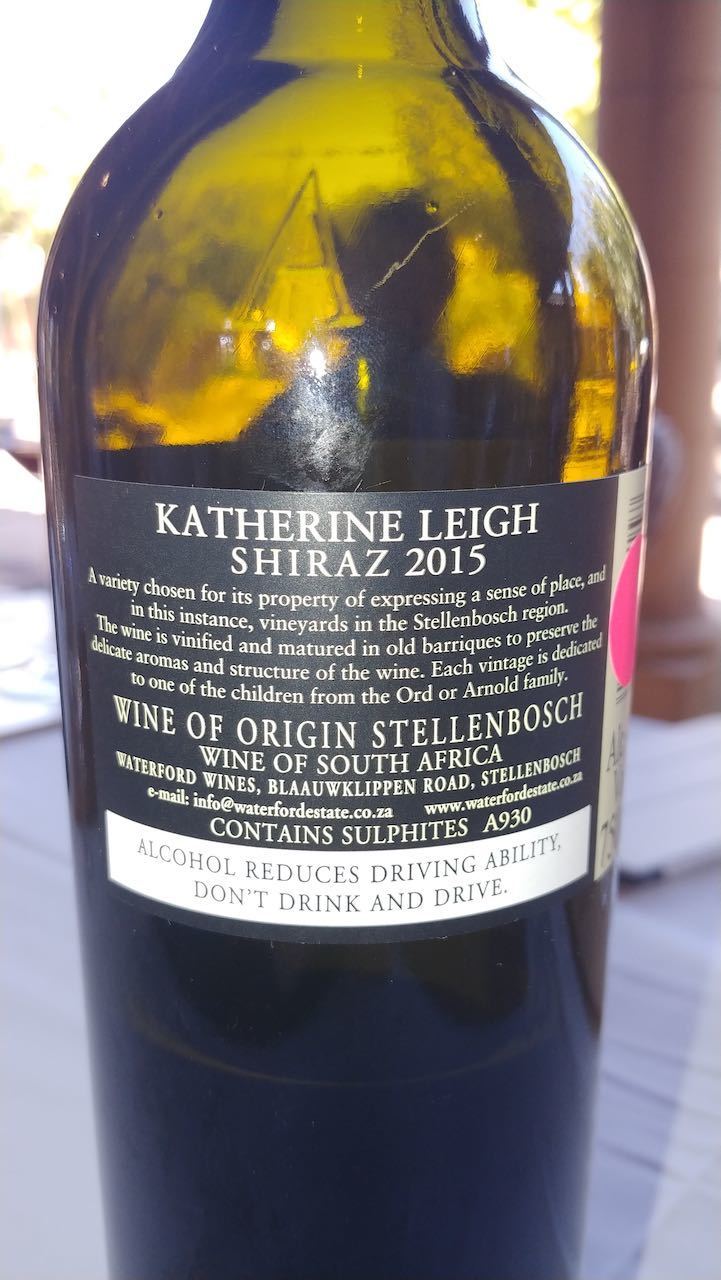 KATHERINE LEIGH
SHIRAZ 2015
A variety chosen for its property of expressing a sense of place, and
in this instance, vineyards in the Stellenbosch region.
The wine is vinified and matured in old barriques to preserve the
delicate aromas and structure of the wine. Each vintage is dedicated
to one of the children from the Ord or Arnold family.
WINE OF ORIGIN STELLENBOSCH
WINE OF SOUTH AFRICA
WATERFORD WINES, BLAAUWKLIPPEN ROAD, STELLENBOSCH
e-mail: info@waterfordestate.co.za www.waterfordestate.co.za
CONTAINS SULPHITES A930
ALCOHOL REDUCES DRIVING ABILITY,
DON'T DRINK AND DRIVE.